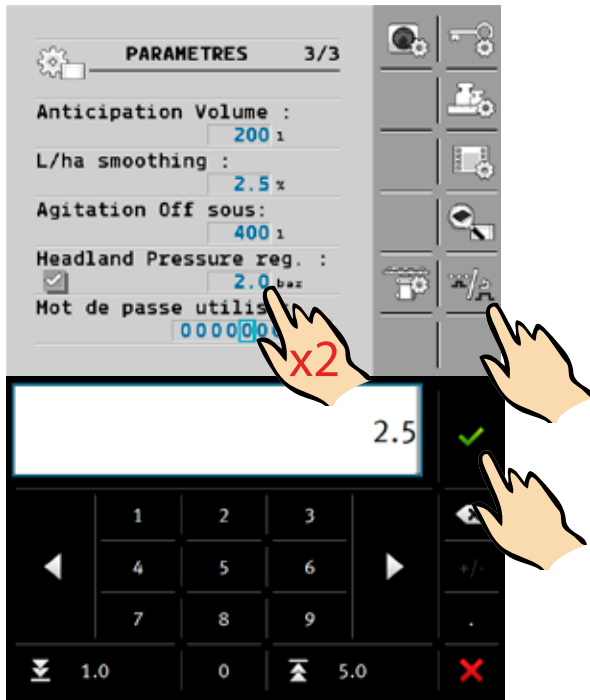 PARAMETRES 3/3
Anticipation Volume :
200 l
L/ha smoothing :
2.5 %
Agitation Off sous:
400 l
Headland Pressure reg. :
2.0 bar
Mot de passe
x2
2.5
1 2 3
4 5 6 +/-
7 8 9 .
1.0 0 5.0